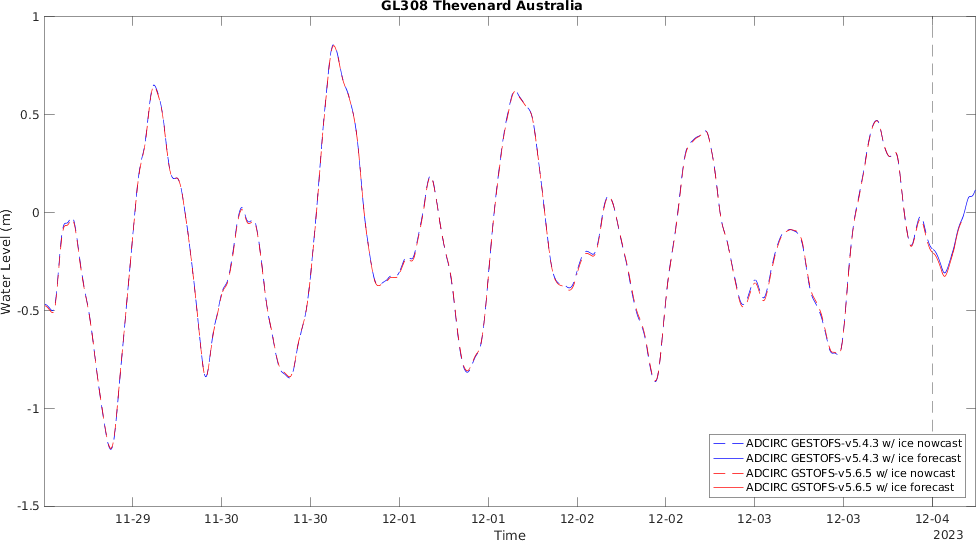 GL308 Thevenard Australia
1
0.5
0
-0.5
-1
-1.5
Water Level (m)
ADCIRC GESTOFS-v5.4.3 w/ ice nowcast
ADCIRC GESTOFS-v5.4.3 w/ ice forecast
ADCIRC GSTOFS-v5.6.5 w/ ice nowcast
ADCIRC GSTOFS-v5.6.5 w/ ice forecast
11-29 11-30 11-30 12-01 12-01 12-02 12-02 12-03 12-03 12-04
Time 2023